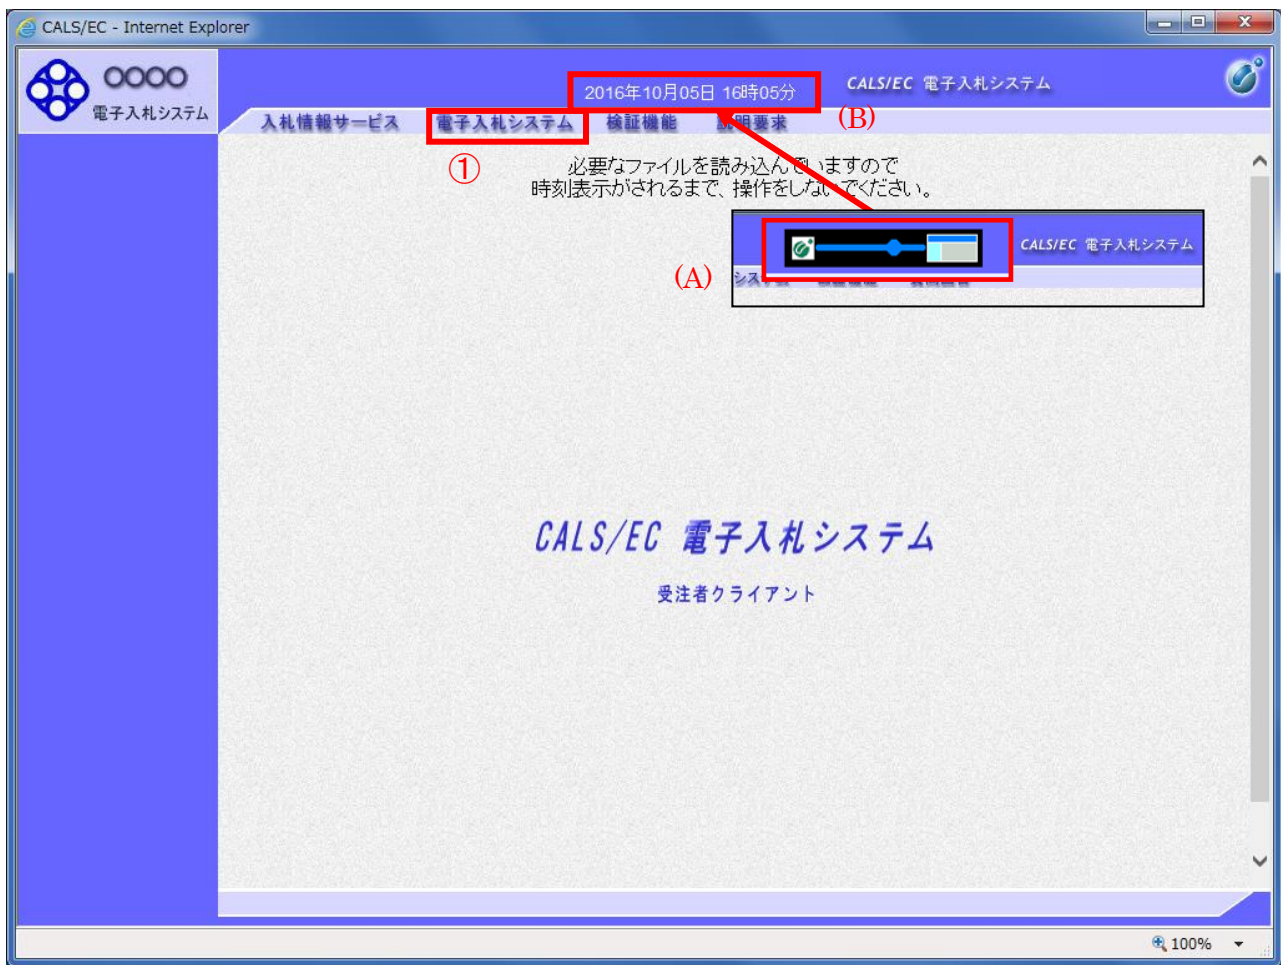 CALS/EC - Internet Explorer
〇〇〇〇
電子入札システム
2016年10月05日 16時05分
CALS/EC 電子入札システム
入札情報サービス 電子入札システム 検証機能 説明要求
(B)
①
必要なファイルを読み込んでいますので
時刻表示がされるまで、操作をしないでください。
CALS/EC 電子入札システム
(A)
CALS/EC 電子入札システム
受注者クライアント
100%